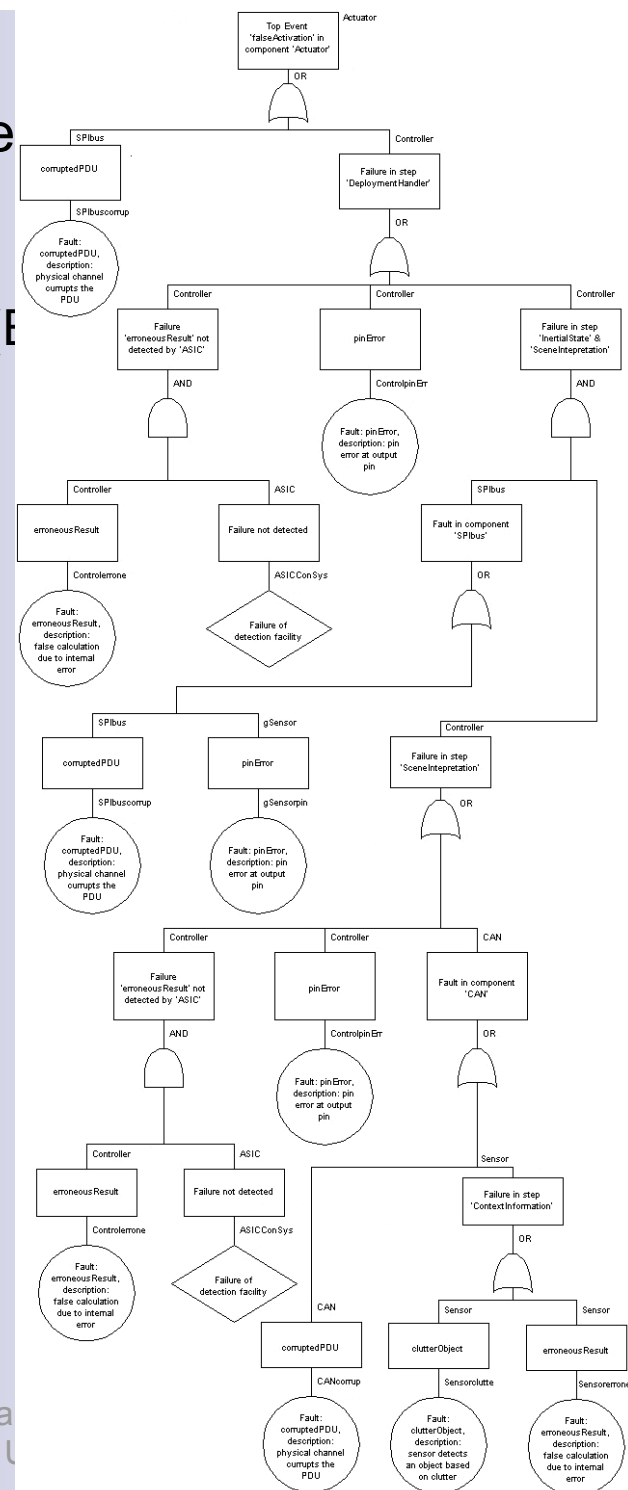 Top Event
'falseActivation' in
component 'Actuator'
Actuator
OR
SPIbus
corruptedPDU
SPIbuscorrup
Fault:
corruptedPDU,
description:
physical channel
currupts the
PDU
Controller
Failure in step
'DeploymentHandler'
OR
Controller
Failure
'erroneousResult' not
detected by 'ASIC'
AND
Controller
pinError
ControlpinErr
Fault: pinError,
description: pin
error at output
pin
Controller
Failure in step
'InertialState' &
'SceneIntepretation'
AND
Controller
erroneousResult
Controlerrone
Fault:
erroneousResult,
description:
false calculation
due to internal
error
ASIC
Failure not detected
ASICConSys
Failure of
detection facility
SPIbus
Fault in component
'SPIbus'
OR
SPIbus
corruptedPDU
SPIbuscorrup
Fault:
corruptedPDU,
description:
physical channel
currupts the
PDU
gSensor
pinError
gSensorpin
Fault: pinError,
description: pin
error at output
pin
Controller
Failure in step
'SceneIntepretation'
OR
Controller
Failure
'erroneousResult' not
detected by 'ASIC'
AND
Controller
pinError
ControlpinErr
Fault: pinError,
description: pin
error at output
pin
CAN
Fault in component
'CAN'
OR
Controller
erroneousResult
Controlerrone
Fault:
erroneousResult,
description:
false calculation
due to internal
error
ASIC
Failure not detected
ASICConSys
Failure of
detection facility
Sensor
Failure in step
'ContextInformation'
OR
CAN
corruptedPDU
CANcorrup
Fault:
corruptedPDU,
description:
physical channel
currupts the
PDU
Sensor
clutterObject
Sensorclutte
Fault:
clutterObject,
description:
sensor detects
an object based
on clutter
Sensor
erroneousResult
Sensorerrone
Fault:
erroneousResult,
description:
false calculation
due to internal
error